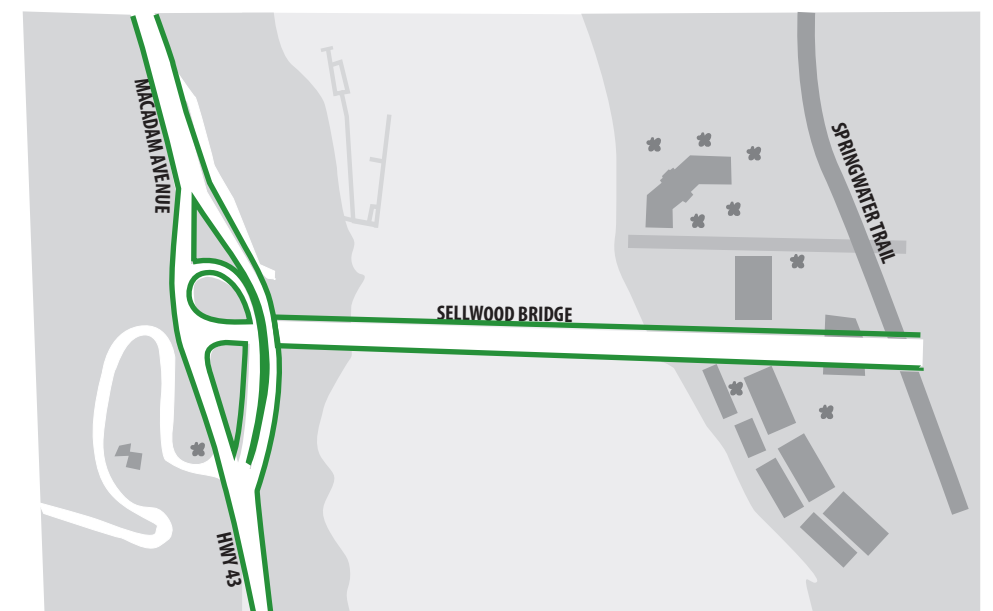 MACADAM AVENUE
SPRINGWATER TRAIL
SELLWOOD BRIDGE
HWY 43